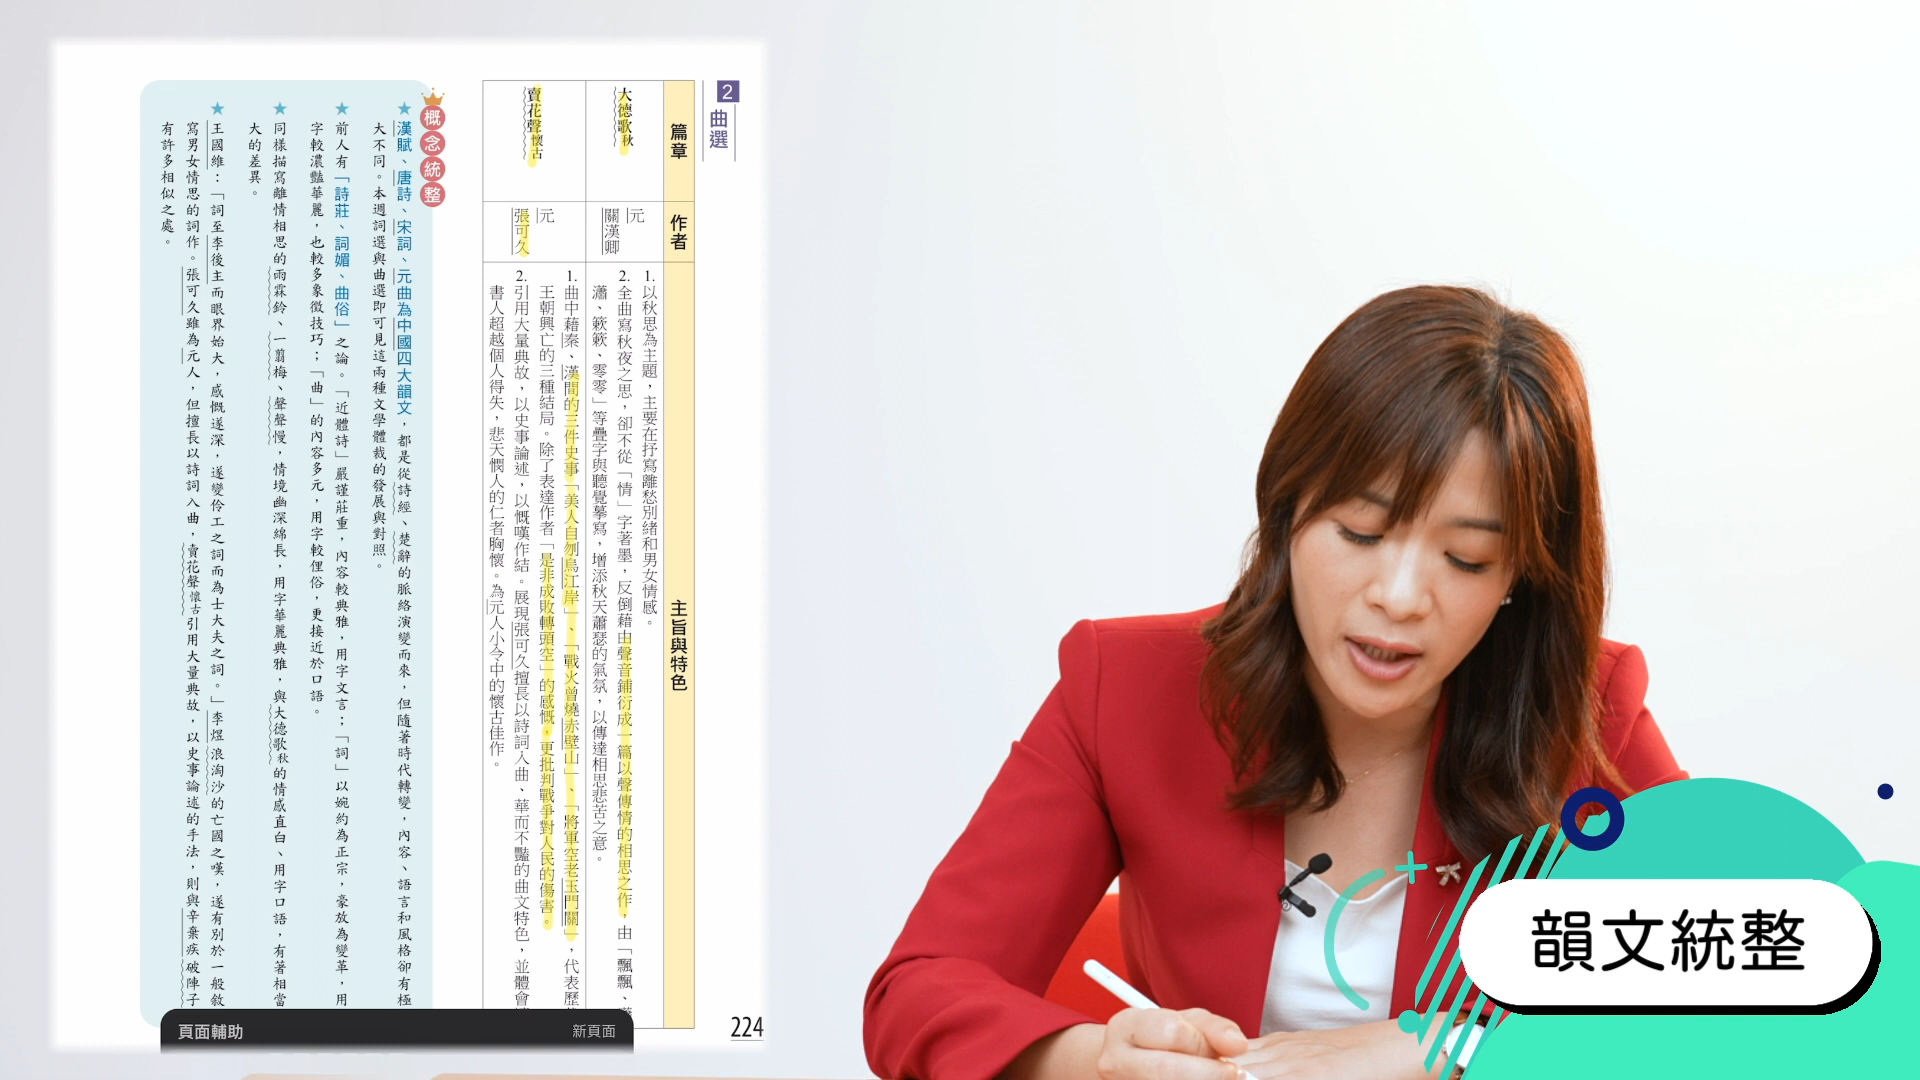 2 曲選
篇章
作者
主旨與特色
大德歌 秋
元
關漢卿
1. 以秋思為主題，主要在抒寫離愁別緒和男女情感。
2. 全曲寫秋夜之思，卻不從「情」字著墨，反倒藉由聲音鋪衍成一篇以聲傳情的相思之作，由「飄飄、
瀟、簌簌、零零」等疊字與聽覺摹寫，增添秋天蕭瑟的氣氛，以傳達相思悲苦之意。
賣花聲 懷古
元
張可久
1. 曲中藉秦、漢間的三件史事「美人自刎烏江岸」、「戰火曾燒赤壁山」、「將軍空老玉門關」，代表歷
王朝興亡的三種結局。除了表達作者「是非成敗轉頭空」的感慨，更批判戰爭對人民的傷害。
2. 引用大量典故，以史事論述，以慨嘆作結。展現張可久擅長以詩詞入曲、華而不豔的曲文特色，並體會
書人超越個人得失，悲天憫人的仁者胸懷。為元人小令中的懷古佳作。
概念統整
★漢賦、唐詩、宋詞、元曲為中國四大韻文，都是從詩經、楚辭的脈絡演變而來，但隨著時代轉變，內容、語言和風格卻有極
大不同。本週詞選與曲選即可見這兩種文學體裁的發展與對照。
★前人有「詩莊、詞媚、曲俗」之論。「近體詩」嚴謹莊重，內容較典雅，用字文言；「詞」以婉約為正宗，豪放為變革，用
字較濃豔華麗，也較多象徵技巧；「曲」的內容多元，用字較俚俗，更接近於口語。
★同樣描寫離情相思的雨霖鈴、一翦梅、聲聲慢，情境幽深綿長，用字華麗典雅，與大德歌秋的情感直白、用字口語，有著相當
大的差異。
★王國維：「詞至李後主而眼界始大，感慨遂深，遂變伶工之詞而為士大夫之詞。」李煜浪淘沙的亡國之嘆，遂有別於一般敘
寫男女情思的詞作。張可久雖為元人，但擅長以詩詞入曲，賣花聲懷古引用大量典故，以史事論述的手法，則與辛棄疾破陣子
有許多相似之處。
頁面輔助
新頁面
224
韻文統整